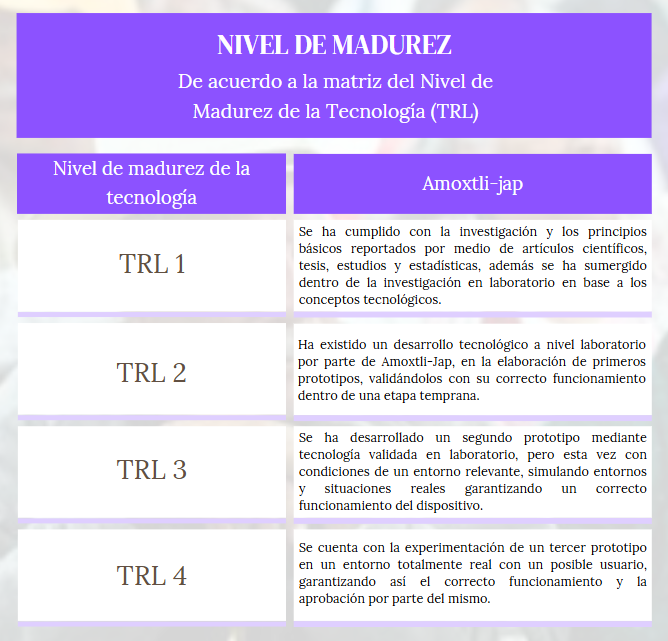 NIVEL DE MADUREZ
De acuerdo a la matriz del Nivel de
Madurez de la Tecnología (TRL)
Nivel de madurez de la
tecnología
Amoxtli-jap
TRL 1
Se ha cumplido con la investigación y los principios
básicos reportados por medio de artículos científicos,
tesis, estudios y estadísticas, además se ha sumergido
dentro de la investigación en laboratorio en base a los
conceptos tecnológicos.
TRL 2
Ha existido un desarrollo tecnológico a nivel laboratorio
por parte de Amoxtli-Jap, en la elaboración de primeros
prototipos, validándolos con su correcto funcionamiento
dentro de una etapa temprana.
TRL 3
Se ha desarrollado un segundo prototipo mediante
tecnología validada en laboratorio, pero esta vez con
condiciones de un entorno relevante, simulando entornos
y situaciones reales garantizando un correcto
funcionamiento del dispositivo.
TRL 4
Se cuenta con la experimentación de un tercer prototipo
en un entorno totalmente real con un posible usuario,
garantizando así el correcto funcionamiento y la
aprobación por parte del mismo.